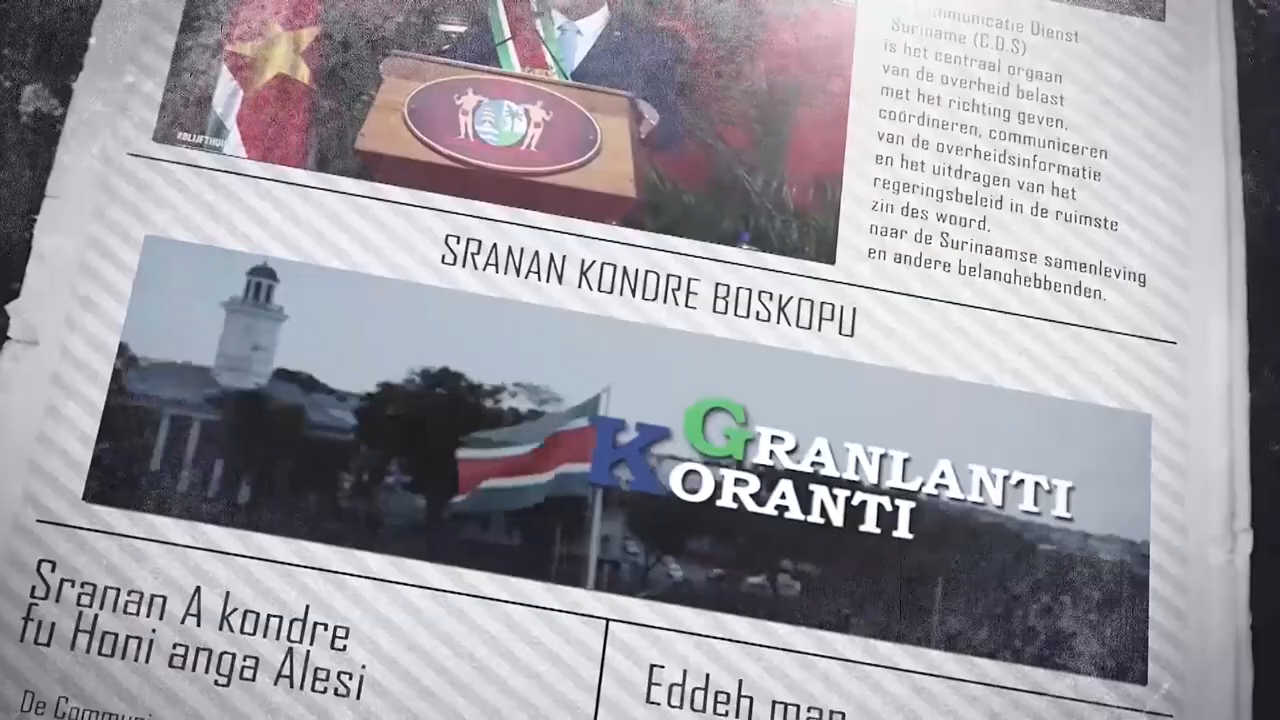 Dienst
Suriname (C.D.S)
is het centraal orgaan
van de overheid belast
met het richting geven,
coördineren, communiceren
van de overheidsinformatie
en het uitdragen van het
regeringsbeleid in de ruimste
zin des woord,
naar de Surinaamse samenleving
en andere belanghebbenden.
SRANAN KONDRE BOSKOPU
GRANLANTI
KORANTI
Sranan A kondre
fu Honi anga Alesi
De
Eddeh man